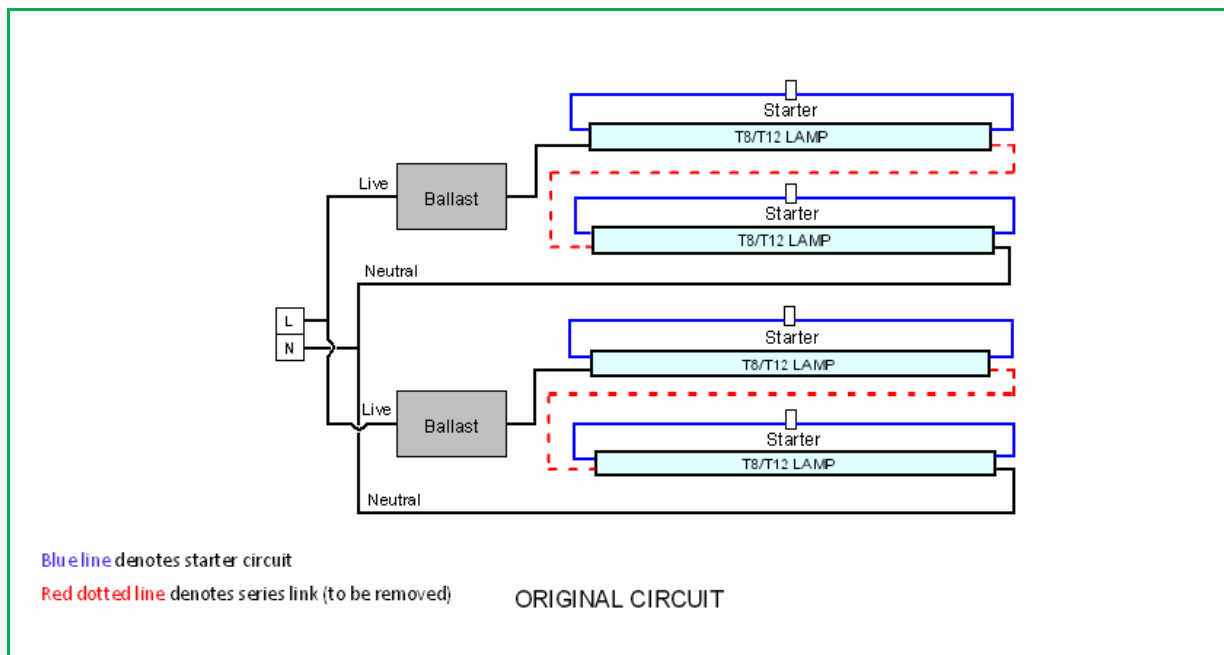 Starter
T8/T12 LAMP
Live
Ballast
Starter
T8/T12 LAMP
Neutral
L
N
Starter
T8/T12 LAMP
Live
Ballast
Starter
T8/T12 LAMP
Neutral
Blue line denotes starter circuit
Red dotted line denotes series link (to be removed)
ORIGINAL CIRCUIT